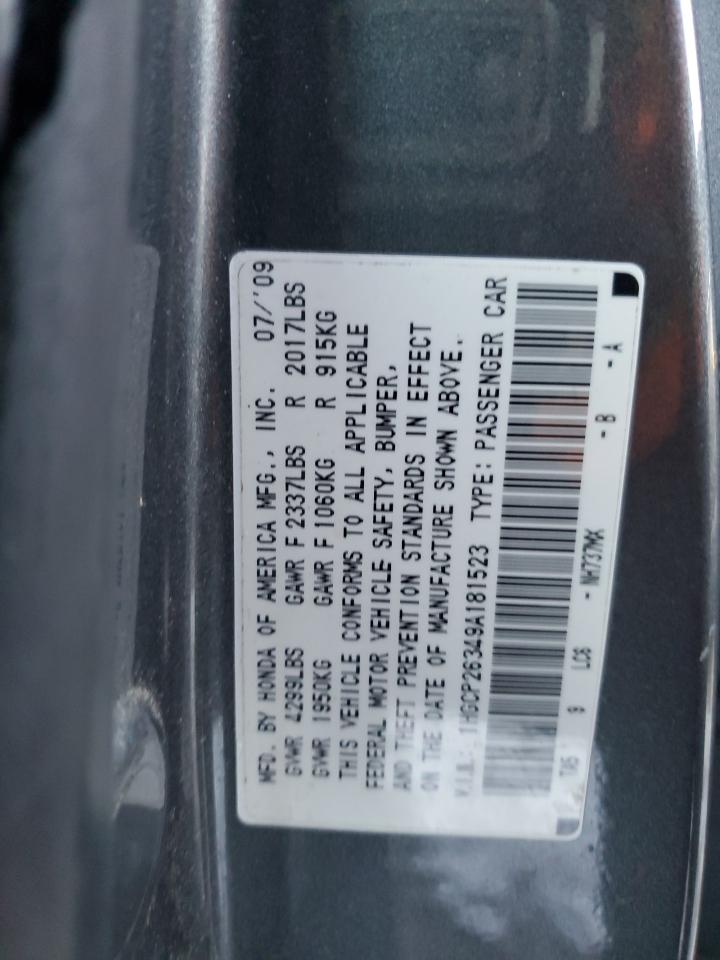 MFD. BY HONDA OF AMERICA MFG., INC. 07/'09
GVWR 4299LBS GAWR F 2337LBS R 2017LBS
GVWR 1950KG GAWR F 1060KG R 915KG
THIS VEHICLE CONFORMS TO ALL APPLICABLE
FEDERAL MOTOR VEHICLE SAFETY, BUMPER,
AND THEFT PREVENTION STANDARDS IN EFFECT
ON THE DATE OF MANUFACTURE SHOWN ABOVE.
V.I.N.: 1HGCP26349A181523 TYPE: PASSENGER CAR
TA5 9 LC6 - NH737MX - B - A